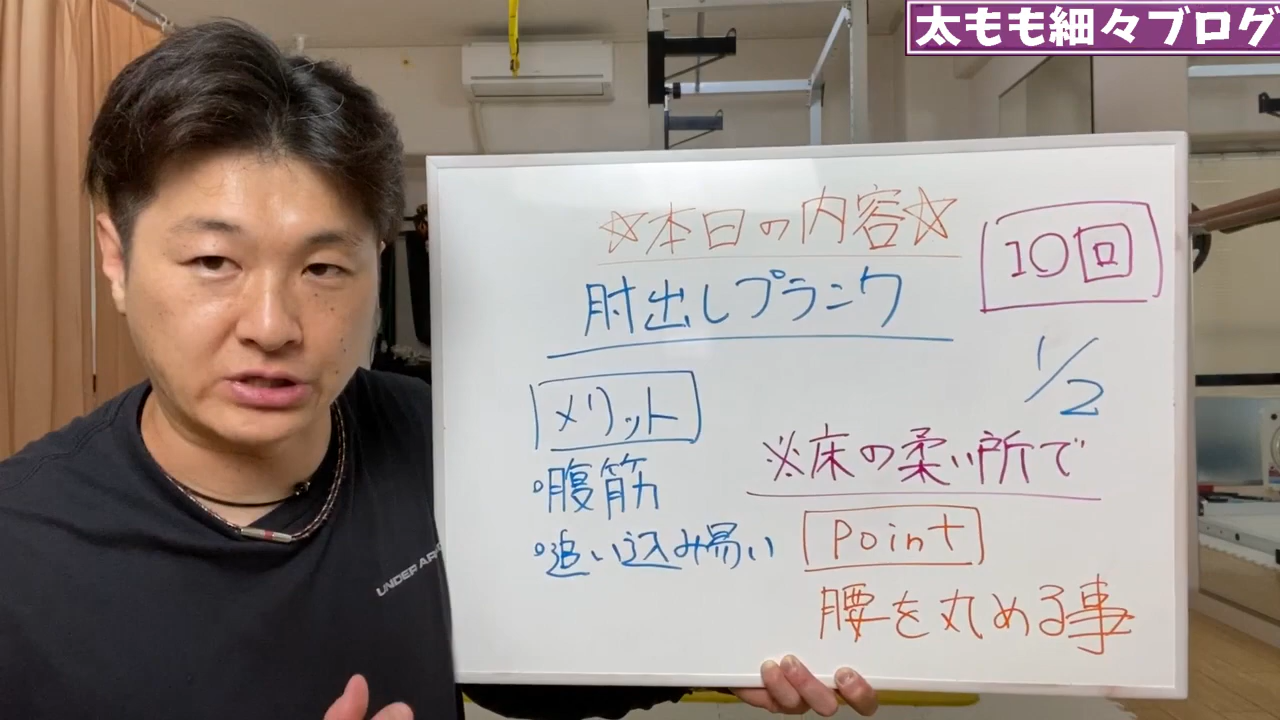 太もも細々ブログ
☆本日の内容☆
10回
肘出しプランク
1/2
メリット
※床の柔い所で
・腹筋
・追い込み易い
Point
腰を丸める事
UNDER AR